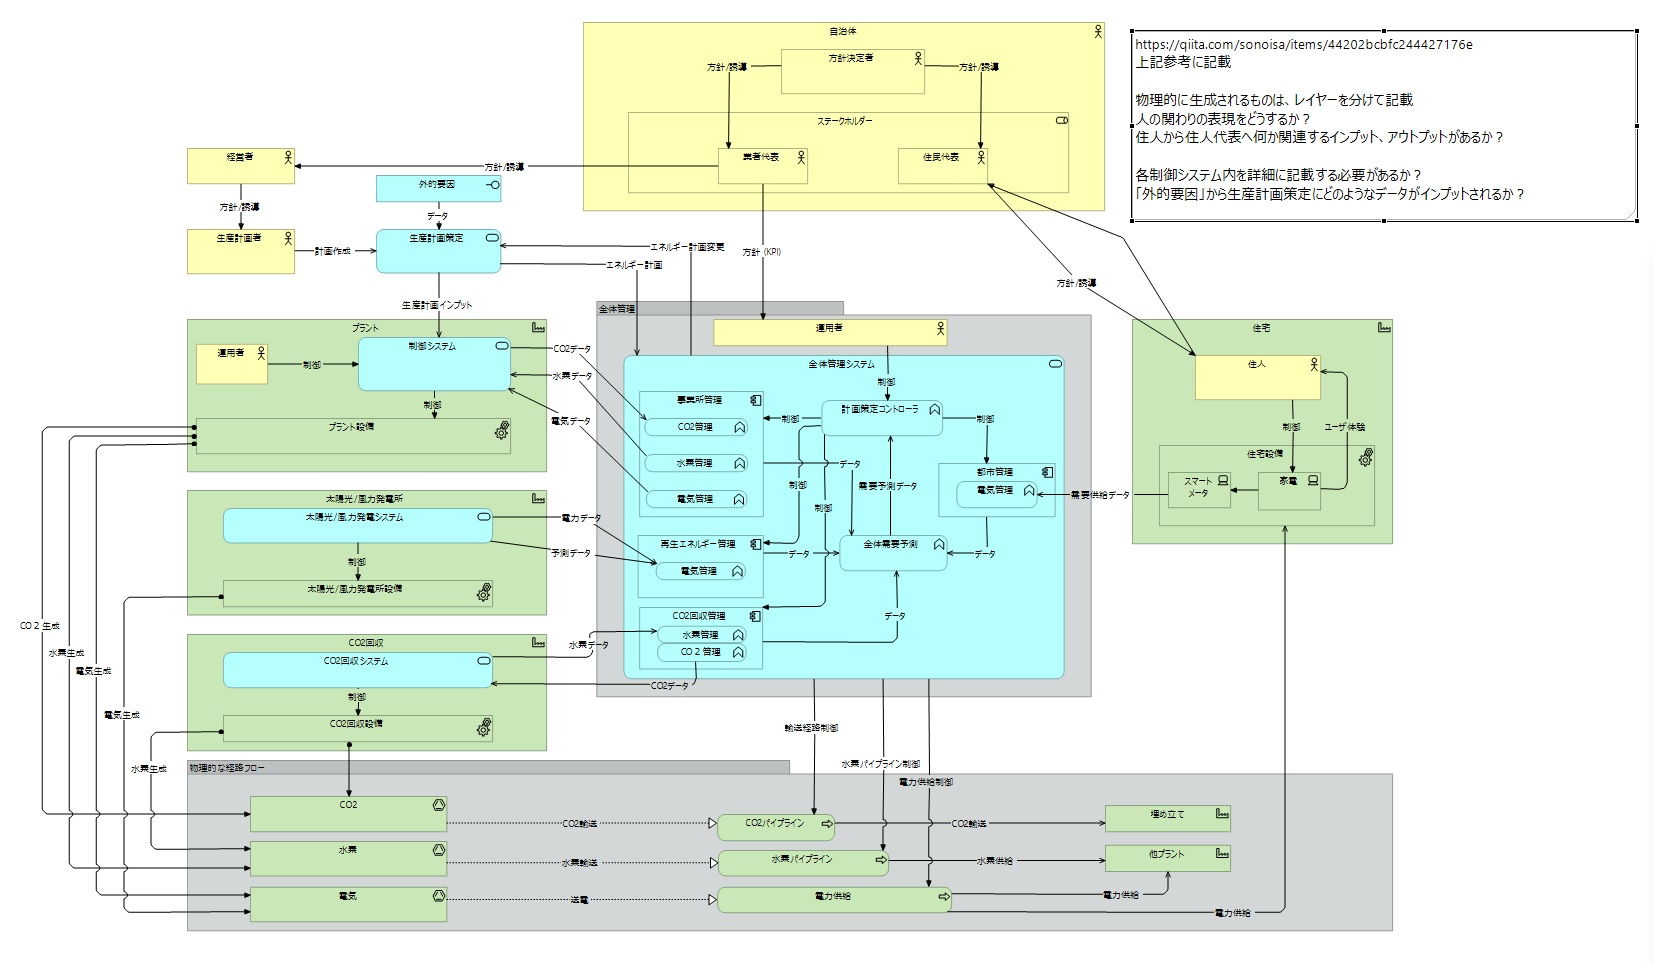 自治体
方針決定者
方針/誘導
方針/誘導
ステークホルダー
業者代表
住民代表
https://qiita.com/sonoisa/items/44202bcbfc244427176e
上記参考に記載
物理的に生成されるものは、レイヤーを分けて記載
人の関わりの表現をどうするか？
住人から住人代表へ何か関連するインプット、アウトプットがあるか？
各制御システム内を詳細に記載する必要があるか？
「外的要因」から生産計画策定にどのようなデータがインプットされるか？
経営者
方針/誘導
外的要因
方針/誘導
データ
生産計画者
計画作成
生産計画策定
エネルギー計画変更
エネルギー計画
方針 (KPI)
方針/誘導
生産計画インプット
プラント
運用者
制御
制御システム
制御
プラント設備
CO2データ
水素データ
電気データ
太陽光/風力発電所
太陽光/風力発電システム
制御
太陽光/風力発電所設備
電力データ
予測データ
CO2回収
CO2回収システム
制御
CO2回収設備
水素データ
CO2データ
全体管理
運用者
制御
全体管理システム
事業所管理
CO2管理
水素管理
電気管理
計画策定コントローラ
制御
制御
制御
制御
データ
需要予測データ
都市管理
電気管理
再生エネルギー管理
電気管理
データ
全体需要予測
データ
CO2回収管理
水素管理
CO 2 管理
データ
住宅
住人
制御
ユーザ体験
住宅設備
スマート
メータ
家電
需要供給データ
CO 2 生成
水素生成
電気生成
電気生成
水素生成
輸送経路制御
水素パイプライン制御
電力供給制御
物理的な経路フロー
CO2
CO2輸送
CO2パイプライン
CO2輸送
埋め立て
水素
水素輸送
水素パイプライン
水素供給
他プラント
電気
送電
電力供給
電力供給
電力供給